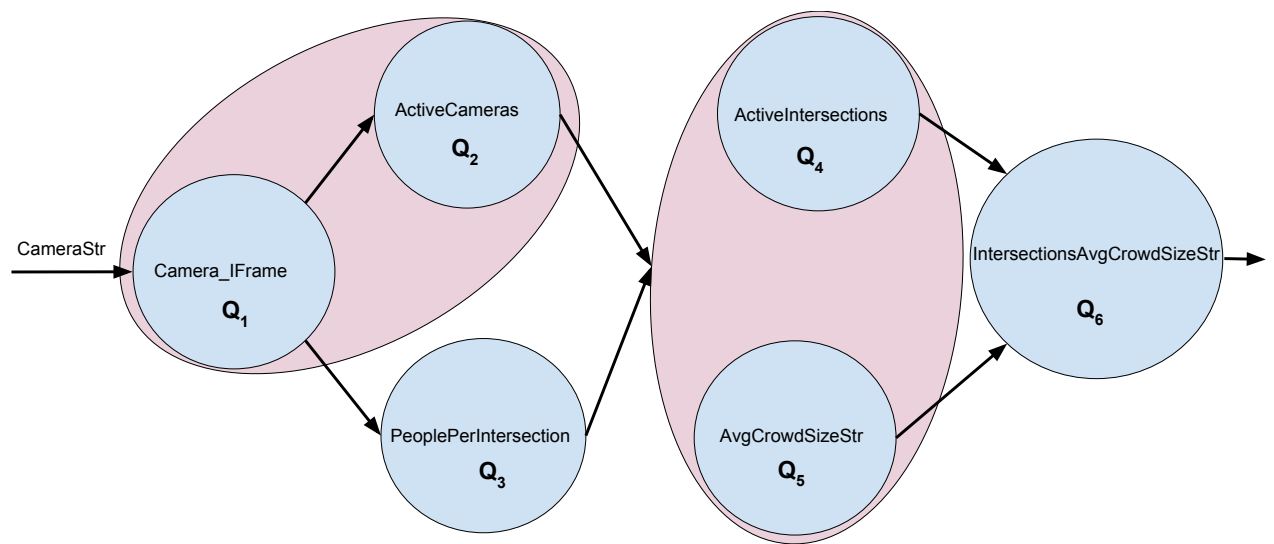 CameraStr
Camera_IFrame
Q1
ActiveCameras
Q2
PeoplePerIntersection
Q3
ActiveIntersections
Q4
AvgCrowdSizeStr
Q5
IntersectionsAvgCrowdSizeStr
Q6